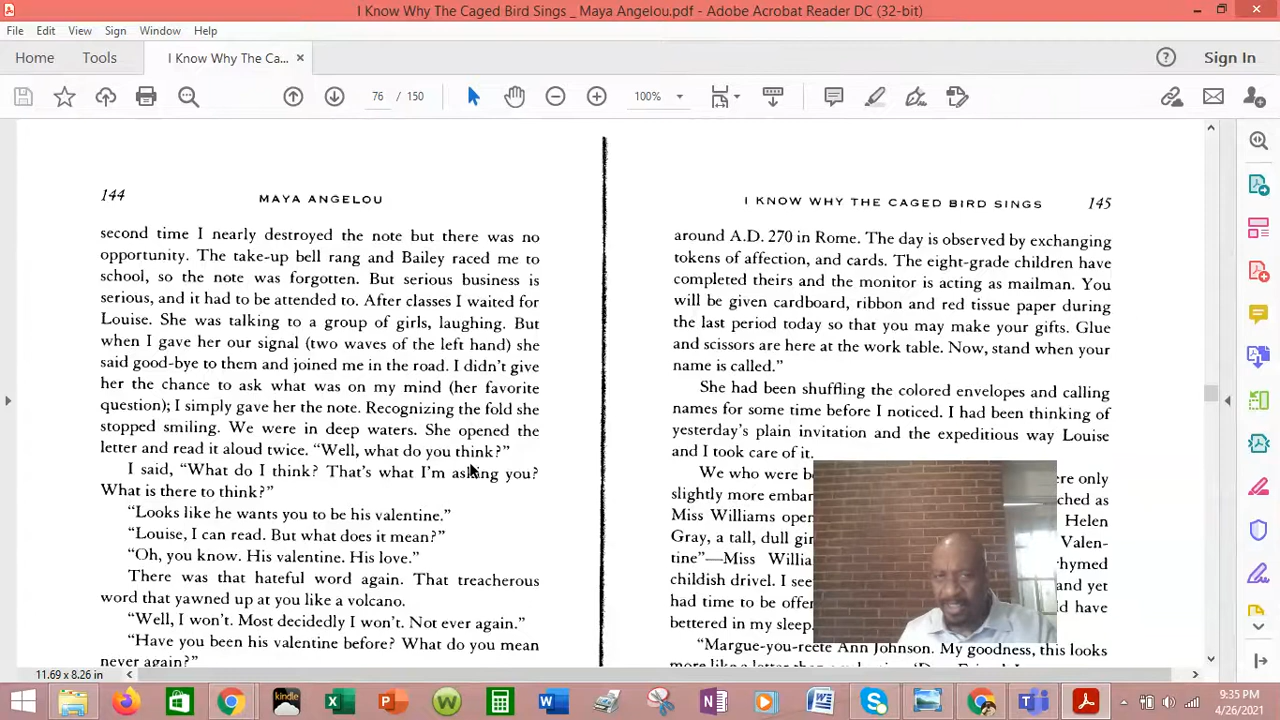 I Know Why The Caged Bird Sings _ Maya Angelou.pdf - Adobe Acrobat Reader DC (32-bit)
File Edit View Sign Window Help
Home Tools I Know Why The Ca... × Sign In
76 / 150 100%
144 MAYA ANGELOU
second time I nearly destroyed the note but there was no
opportunity. The take-up bell rang and Bailey raced me to
school, so the note was forgotten. But serious business is
serious, and it had to be attended to. After classes I waited for
Louise. She was talking to a group of girls, laughing. But
when I gave her our signal (two waves of the left hand) she
said good-bye to them and joined me in the road. I didn't give
her the chance to ask what was on my mind (her favorite
question); I simply gave her the note. Recognizing the fold she
stopped smiling. We were in deep waters. She opened the
letter and read it aloud twice. "Well, what do you think?"
I said, "What do I think? That's what I'm asking you?
What is there to think?"
"Looks like he wants you to be his valentine."
"Louise, I can read. But what does it mean?"
"Oh, you know. His valentine. His love."
There was that hateful word again. That treacherous
word that yawned up at you like a volcano.
"Well, I won't. Most decidedly I won't. Not ever again."
"Have you been his valentine before? What do you mean
never again?"
I KNOW WHY THE CAGED BIRD SINGS 145
around A.D. 270 in Rome. The day is observed by exchanging
tokens of affection, and cards. The eight-grade children have
completed theirs and the monitor is acting as mailman. You
will be given cardboard, ribbon and red tissue paper during
the last period today so that you may make your gifts. Glue
and scissors are here at the work table. Now, stand when your
name is called."
She had been shuffling the colored envelopes and calling
names for some time before I noticed. I had been thinking of
yesterday's plain invitation and the expeditious way Louise
and I took care of it.
We who were b ere only
slightly more embar ched as
Miss Williams open Helen
Gray, a tall, dull gir Valen-
tine"—Miss Willia hymed
childish drivel. I see and yet
had time to be offer ld have
bettered in my sleep
"Margue-you-reete Ann Johnson. My goodness, this looks
11.69 x 8.26 in
9:35 PM
4/26/2021